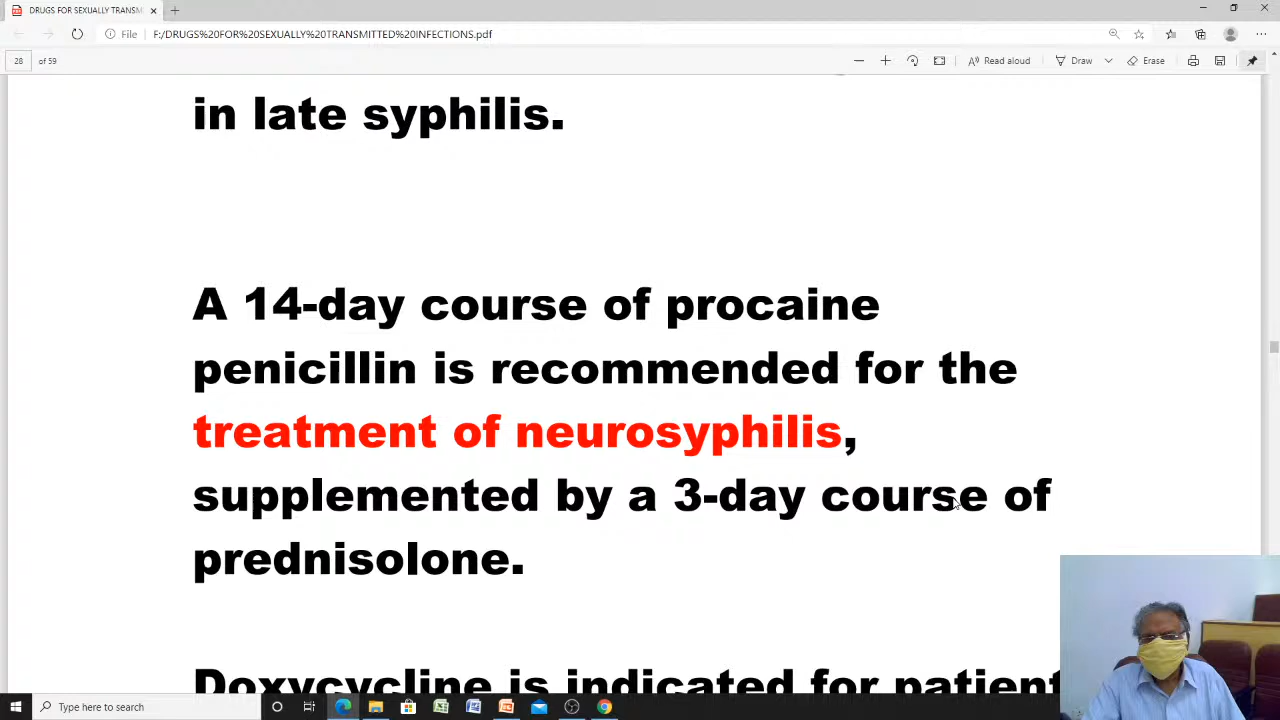 DRUGS FOR SEXUALLY TRANSM
File F:/DRUGS%20FOR%20SEXUALLY%20TRANSMITTED%20INFECTIONS.pdf
28 of 59 Read aloud Draw Erase
in late syphilis.
A 14-day course of procaine
penicillin is recommended for the
treatment of neurosyphilis,
supplemented by a 3-day course of
prednisolone.
Doxycycline is indicated for patient
Type here to search